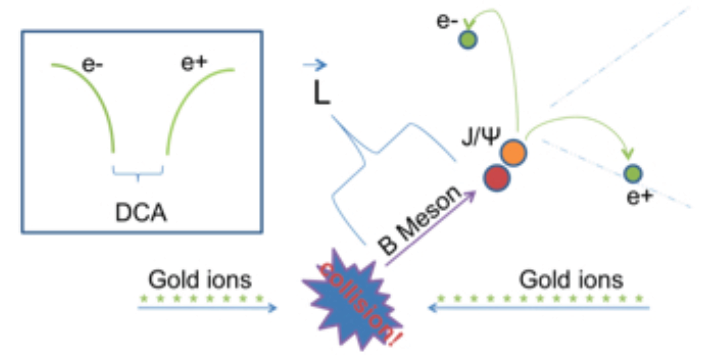 e-
e-
e+
L
J/Ψ
DCA
e+
B Meson
Gold ions
collision!
Gold ions